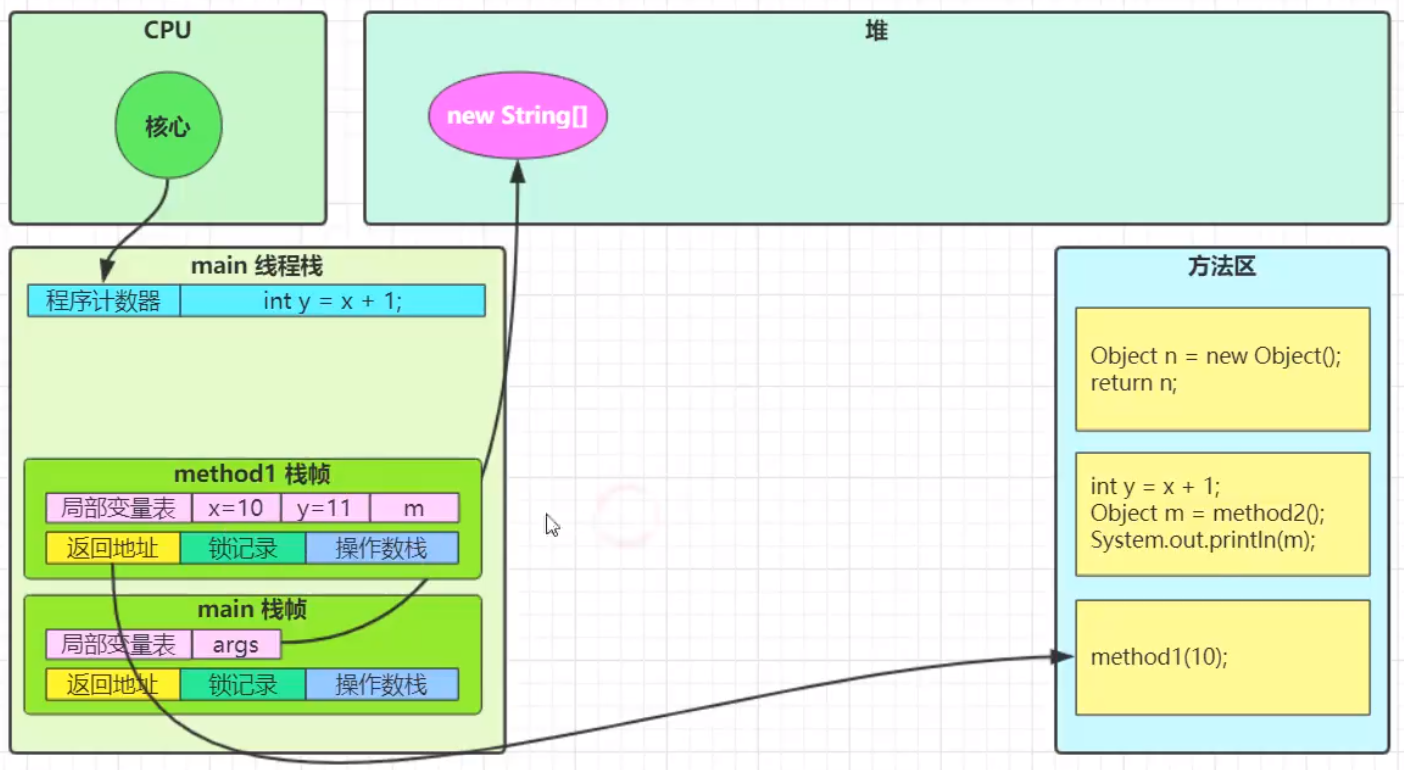 CPU
核心
堆
new String[]
main 线程栈
程序计数器
int y = x + 1;
method1 栈帧
局部变量表
x=10
y=11
m
返回地址
锁记录
操作数栈
main 栈帧
局部变量表
args
返回地址
锁记录
操作数栈
方法区
Object n = new Object();
return n;
int y = x + 1;
Object m = method2();
System.out.println(m);
method1(10);